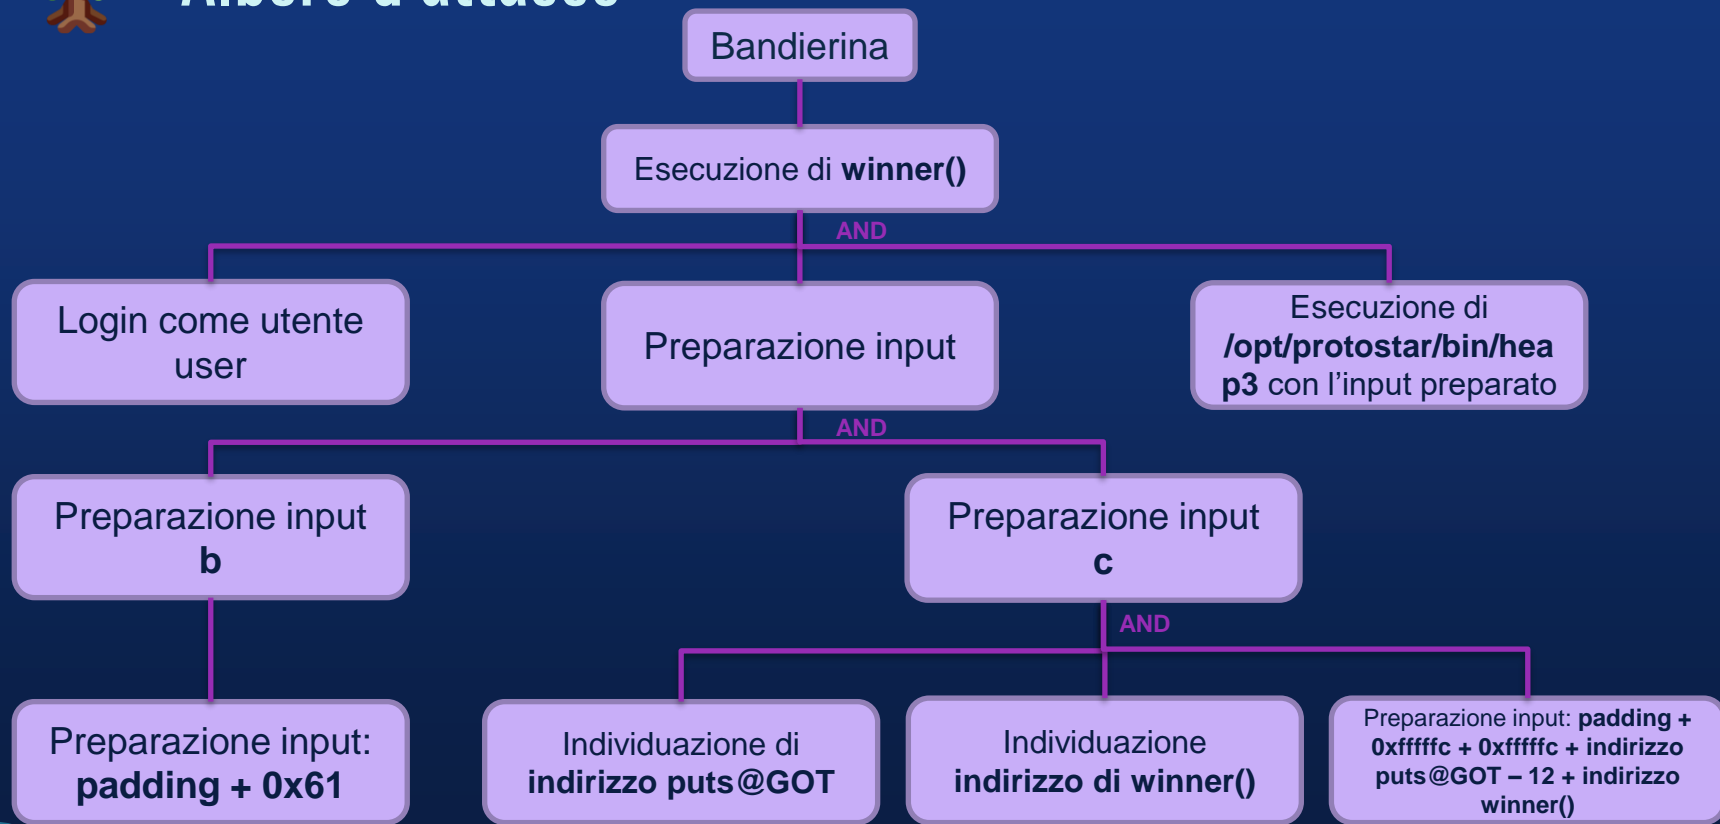 Albero d'attacco
Bandierina
Esecuzione di winner()
AND
Login come utente
user
Preparazione input
Esecuzione di
/opt/protostar/bin/hea
p3 con l’input preparato
AND
Preparazione input
b
Preparazione input
c
AND
Preparazione input:
padding + 0x61
Individuazione di
indirizzo puts@GOT
Individuazione
indirizzo di winner()
Preparazione input: padding +
0xfffffc + 0xfffffc + indirizzo
puts@GOT – 12 + indirizzo
winner()